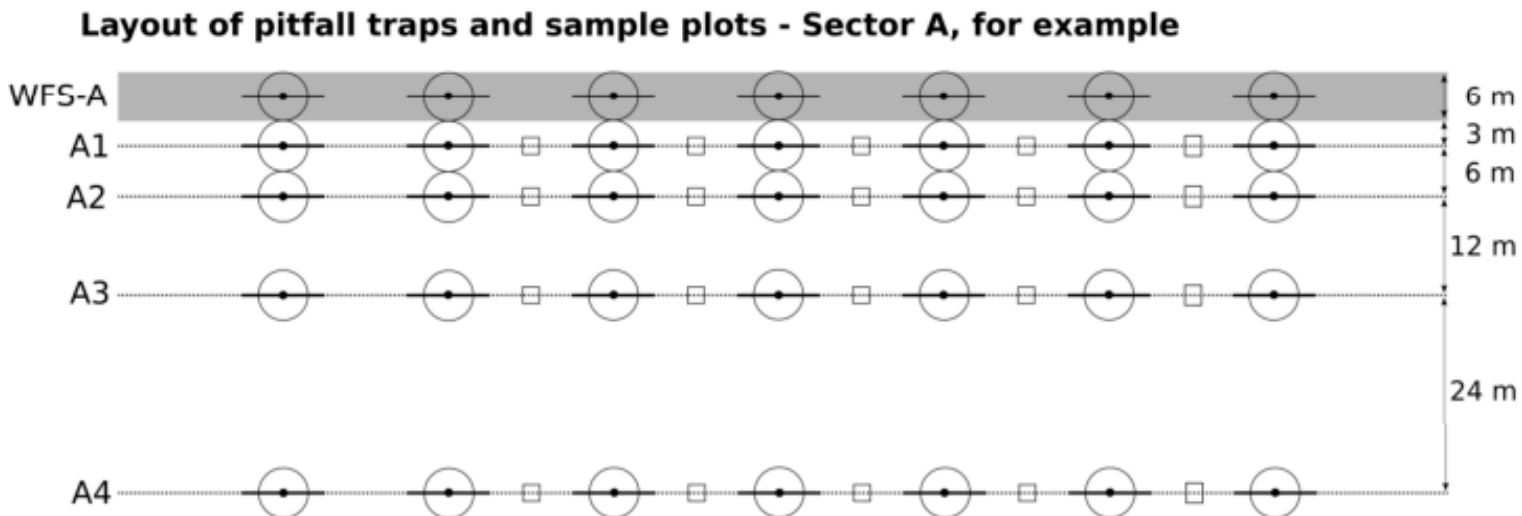 Layout of pitfall traps and sample plots - Sector A, for example
WFS-A
6 m
A1
3 m
6 m
A2
12 m
A3
24 m
A4